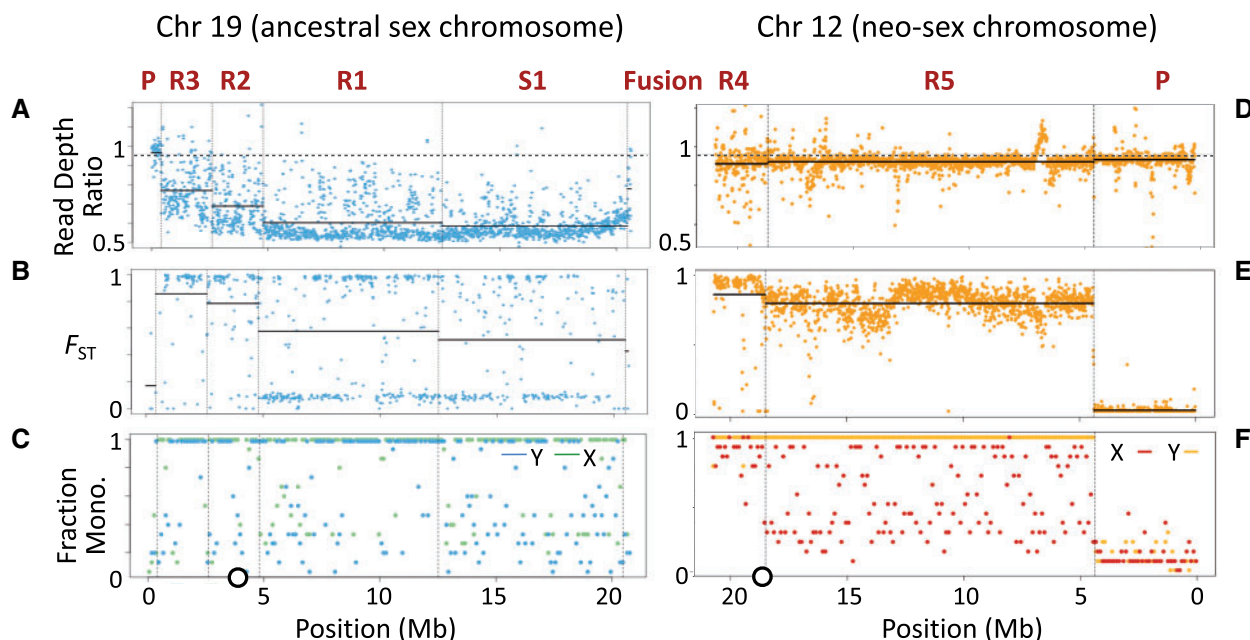 Chr 19 (ancestral sex chromosome)
Chr 12 (neo-sex chromosome)
P R3 R2 R1 S1 Fusion R4 R5 P
A
Read Depth
Ratio
1
0.5
1
0.5
D
B
FST
1
0
1
0
E
C
Fraction
Mono.
1
0
Y X
1
0
X Y
F
0 5 10 15 20
20 15 10 5 0
Position (Mb)
Position (Mb)